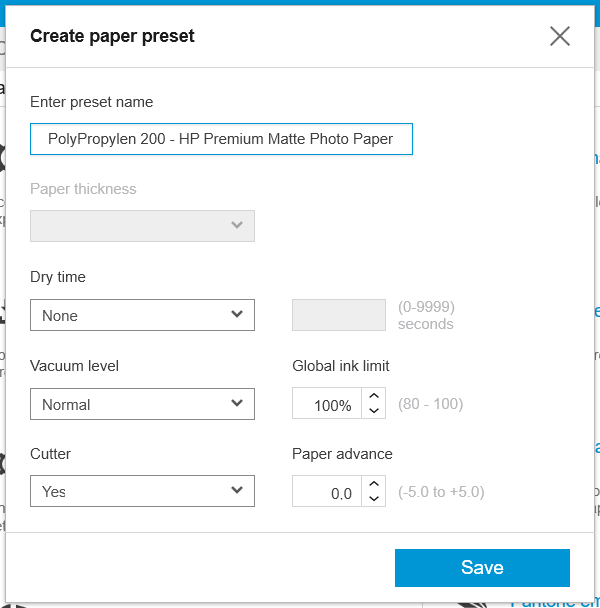 Create paper preset
Enter preset name
PolyPropylen 200 - HP Premium Matte Photo Paper
Paper thickness
Dry time
None
(0-9999)
seconds
Vacuum level
Global ink limit
Normal
100%
(80 - 100)
Cutter
Paper advance
Yes
0.0
(-5.0 to +5.0)
Save